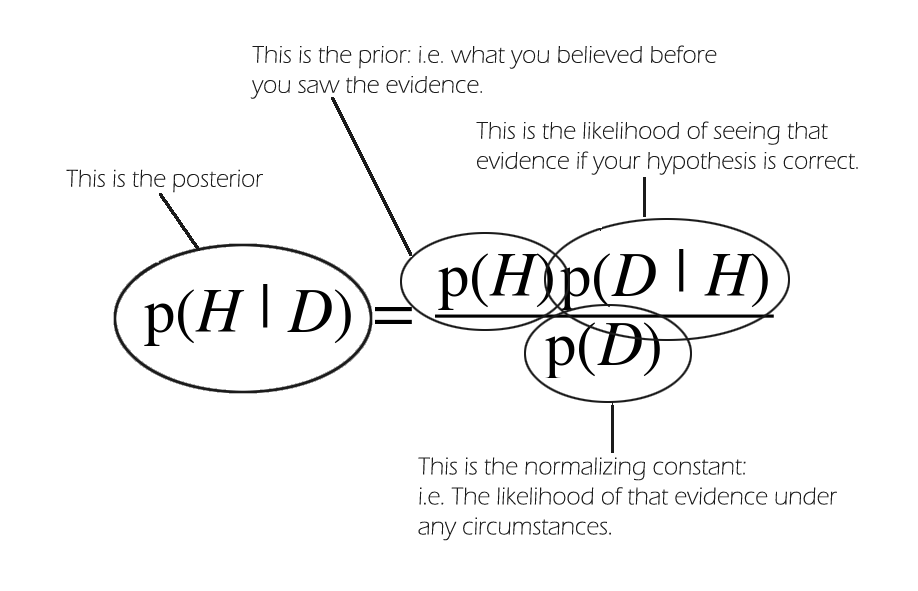 This is the prior: i.e. what you believed before
you saw the evidence.
This is the likelihood of seeing that
evidence if your hypothesis is correct.
This is the posterior
p(H | D) = p(H)p(D | H)
p(D)
This is the normalizing constant:
i.e. The likelihood of that evidence under
any circumstances.